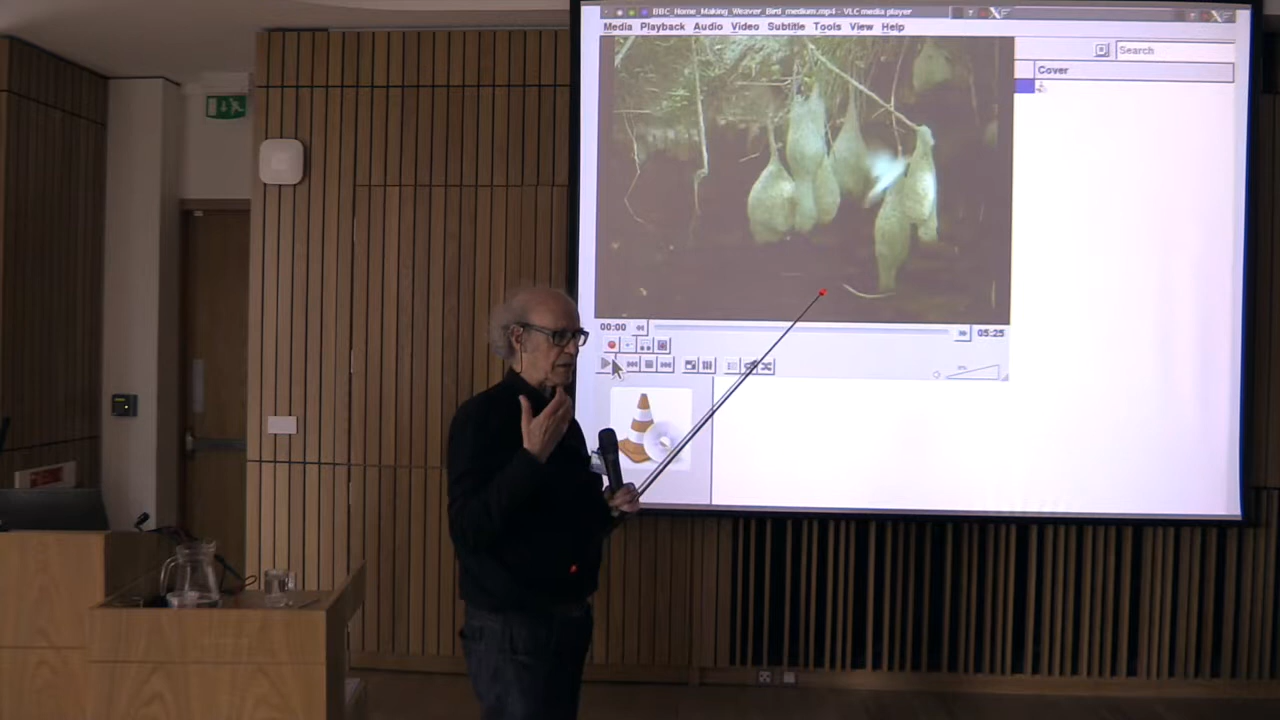 BBC_Home_Making_Weaver_Bird_medium.mp4 - VLC media player
Media Playback Audio Video Subtitle Tools View Help
Search
Cover
00:00
05:25